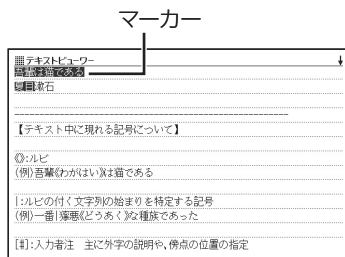 マーカー
テキストビューワー
吾輩は猫である
夏目漱石
【テキスト中に現れる記号について】
《》:ルビ
(例)吾輩《わがはい》は猫である
|:ルビの付く文字列の始まりを特定する記号
(例)一番|獰悪《どうあく》な種族であった
[#]:入力者注 主に外字の説明や、傍点の位置の指定